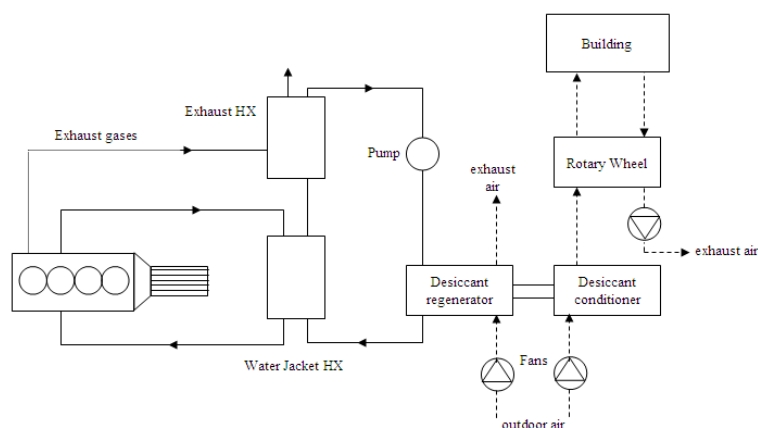 Building
Exhaust HX
Exhaust gases
Pump
exhaust
air
Rotary Wheel
exhaust air
Desiccant
regenerator
Desiccant
conditioner
Water Jacket HX
Fans
outdoor air